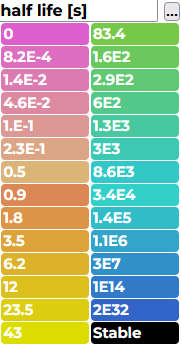 half life [s] ...
0 83.4
8.2E-4 1.6E2
1.4E-2 2.9E2
4.6E-2 6E2
1.E-1 1.3E3
2.3E-1 3E3
0.5 8.6E3
0.9 3.4E4
1.8 1.4E5
3.5 1.1E6
6.2 3E7
12 1E14
23.5 2E32
43 Stable